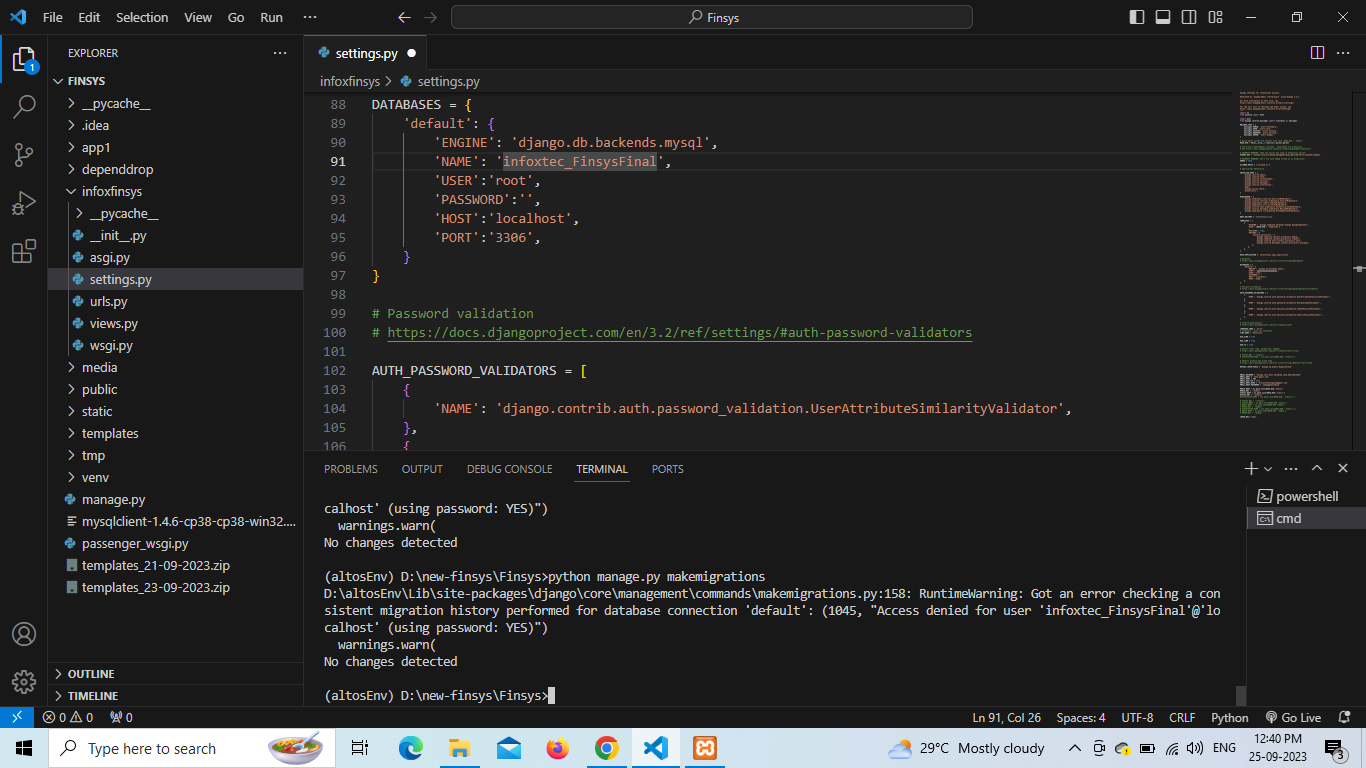 File Edit Selection View Go Run ··· Finsys
EXPLORER ···
FINSYS
__pycache__
.idea
app1
dependdrop
infoxfinsys
__pycache__
__init__.py
asgi.py
settings.py
urls.py
views.py
wsgi.py
media
public
static
templates
tmp
venv
manage.py
mysqlclient-1.4.6-cp38-cp38-win32....
passenger_wsgi.py
templates_21-09-2023.zip
templates_23-09-2023.zip
OUTLINE
TIMELINE
1
settings.py
infoxfinsys > settings.py
88 DATABASES = {
89 'default': {
90 'ENGINE': 'django.db.backends.mysql',
91 'NAME': 'infoxtec_FinsysFinal',
92 'USER':'root',
93 'PASSWORD':'',
94 'HOST':'localhost',
95 'PORT':'3306',
96 }
97 }
98
99 # Password validation
100 # https://docs.djangoproject.com/en/3.2/ref/settings/#auth-password-validators
101
102 AUTH_PASSWORD_VALIDATORS = [
103 {
104 'NAME': 'django.contrib.auth.password_validation.UserAttributeSimilarityValidator',
105 },
106 {
PROBLEMS OUTPUT DEBUG CONSOLE TERMINAL PORTS
calhost' (using password: YES)")
warnings.warn(
No changes detected
(altosEnv) D:\new-finsys\Finsys>python manage.py makemigrations
D:\altosEnv\Lib\site-packages\django\core\management\commands\makemigrations.py:158: RuntimeWarning: Got an error checking a con
sistent migration history performed for database connection 'default': (1045, "Access denied for user 'infoxtec_FinsysFinal'@'lo
calhost' (using password: YES)")
warnings.warn(
No changes detected
(altosEnv) D:\new-finsys\Finsys>
powershell
cmd
0 0 0 Ln 91, Col 26 Spaces: 4 UTF-8 CRLF Python Go Live
Type here to search 29°C Mostly cloudy ENG 12:40 PM
25-09-2023 3